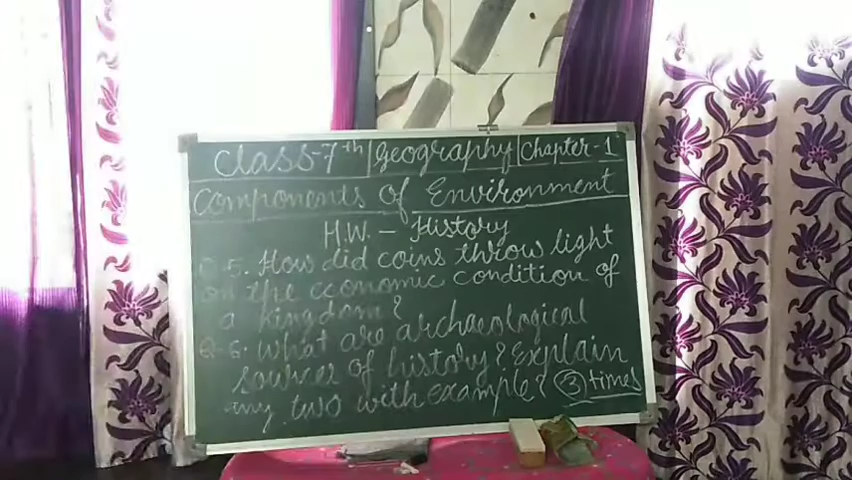 Class-7th|Geography|Chapter-1
Components of Environment
H.W. - History
Q-5. How did coins throw light
on the economic condition of
a kingdom?
Q-6. What are archaeological
sources of history? Explain
any two with example? (3) times